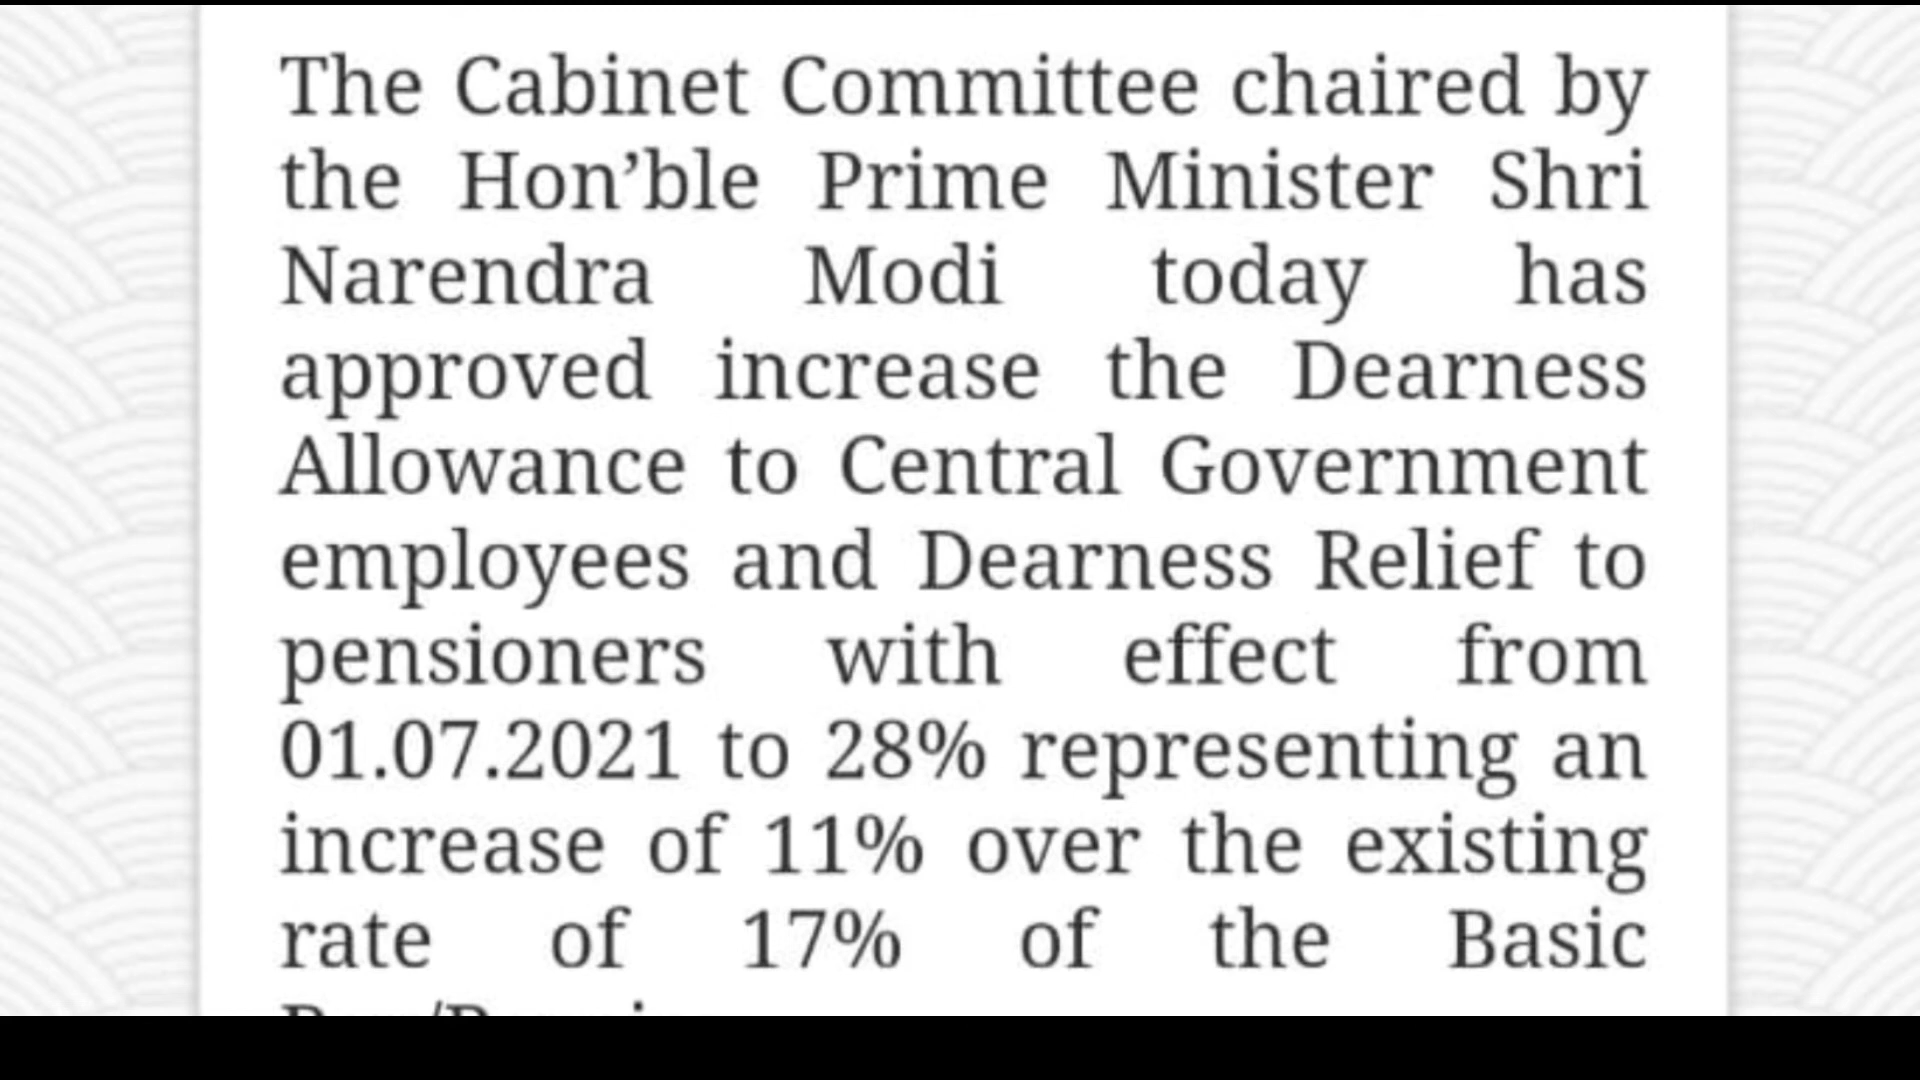 The Cabinet Committee chaired by
the Hon’ble Prime Minister Shri
Narendra Modi today has
approved increase the Dearness
Allowance to Central Government
employees and Dearness Relief to
pensioners with effect from
01.07.2021 to 28% representing an
increase of 11% over the existing
rate of 17% of the Basic